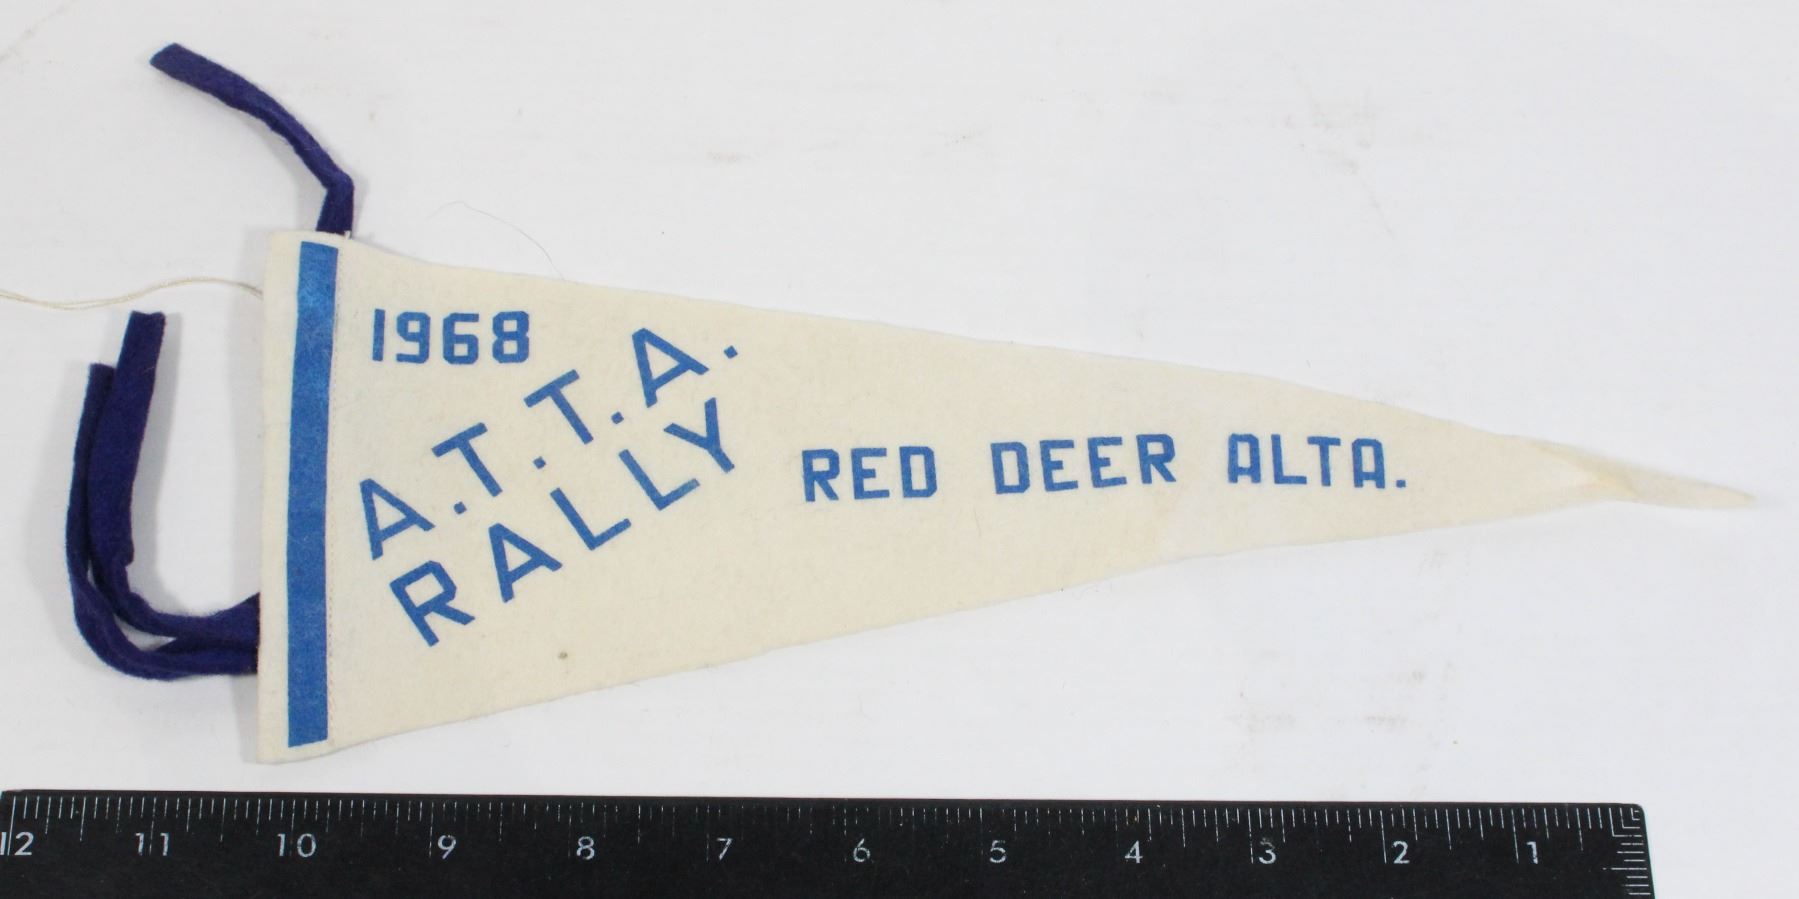 1968
A.T.T.A.
RALLY
RED DEER ALTA.
12 11 10 9 8 7 6 5 4 3 2 1